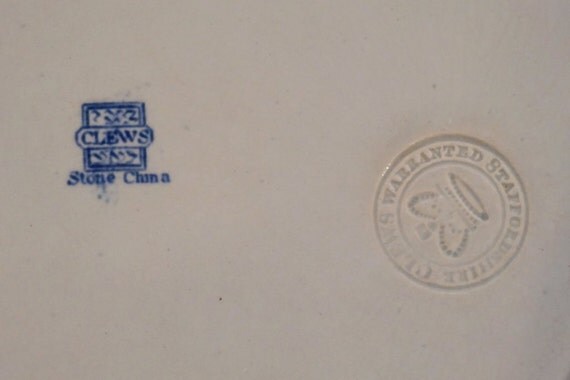 CLEWS
Stone China
CLEWS WARRANTED STAFFORDSHIRE